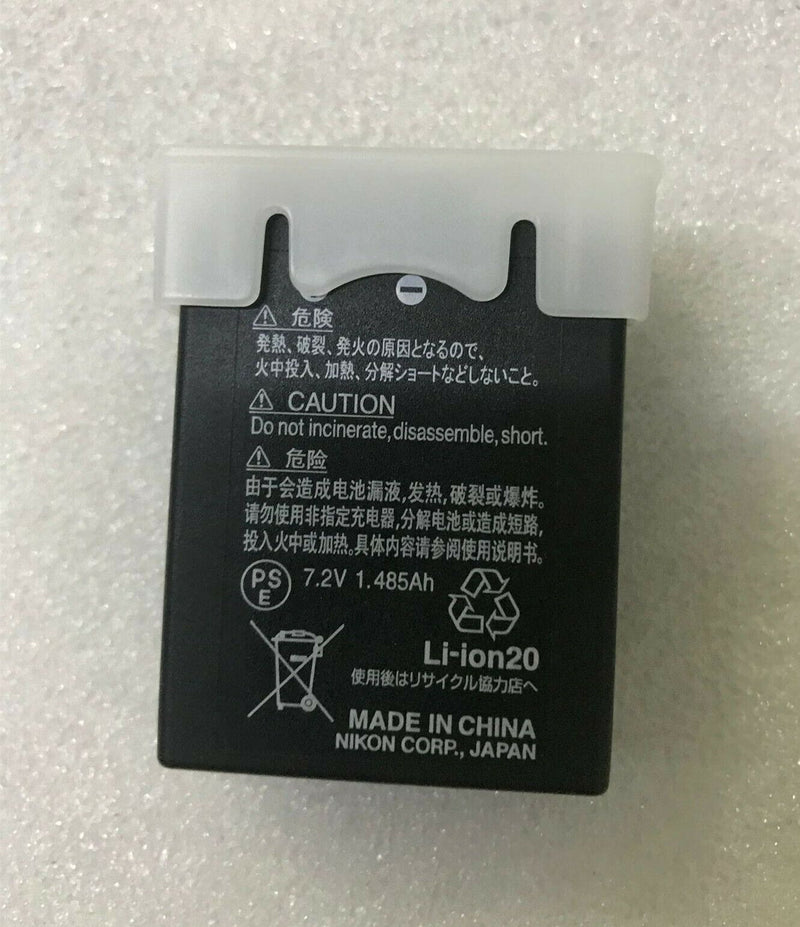 危険
発熱、破裂、発火の原因となるので、
火中投入、加熱、分解ショートなどしないこと。
CAUTION
Do not incinerate, disassemble, short.
危险
由于会造成电池漏液,发热,破裂或爆炸。
请勿使用非指定充电器,分解电池或造成短路,
投入火中或加热。具体内容请参阅使用说明书。
PS
E
7.2V 1.485Ah
Li-ion20
使用後はリサイクル協力店へ
MADE IN CHINA
NIKON CORP., JAPAN